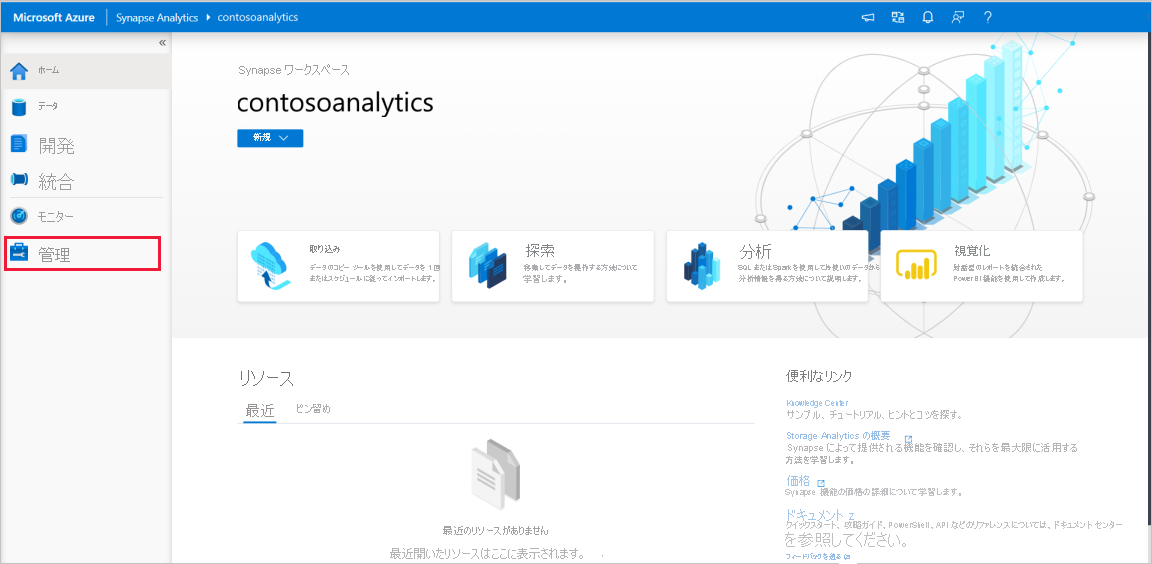 Microsoft Azure
Synapse Analytics
contosoanalytics
«
ホーム
データ
開発
統合
モニター
管理
Synapse ワークスペース
contosoanalytics
新規
取り込み
データのコピー ツールを使用してデータを 1 回
またはスケジュールに従ってインポートします。
探索
移動してデータを操作する方法について
学習します。
分析
SQL または Spark を使用してお使いのデータから
分析情報を得る方法について説明します。
視覚化
対話型のレポートを統合された
Power BI 機能を使用して作成します。
リソース
最近
ピン留め
最近のリソースがありません
最近開いたリソースはここに表示されます。
便利なリンク
Knowledge Center
サンプル、チュートリアル、ヒントとコツを探す。
Storage Analytics の概要
Synapse によって提供される機能を確認し、それらを最大限に活用する
方法を学習します。
価格
Synapse 機能の価格の詳細について学習します。
ドキュメント z
クイックスタート、攻略ガイド、PowerShell、API などのリファレンスについては、ドキュメント センター
を参照してください。
フィードバックを送る